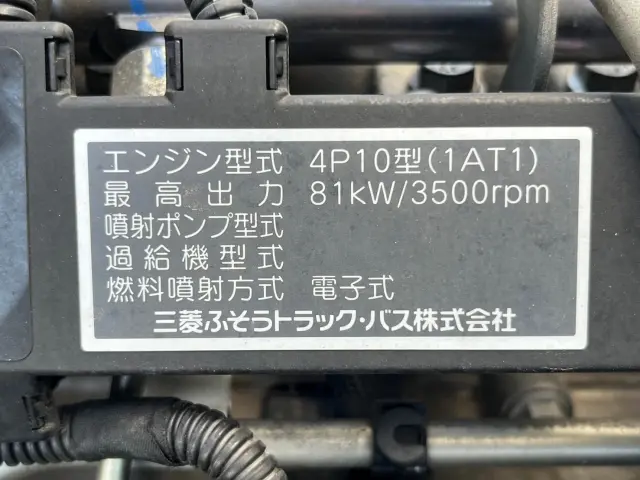 エンジン型式 4P10型(1AT1)
最高出力 81kW/3500rpm
噴射ポンプ型式
過給機型式
燃料噴射方式 電子式
三菱ふそうトラック・バス株式会社